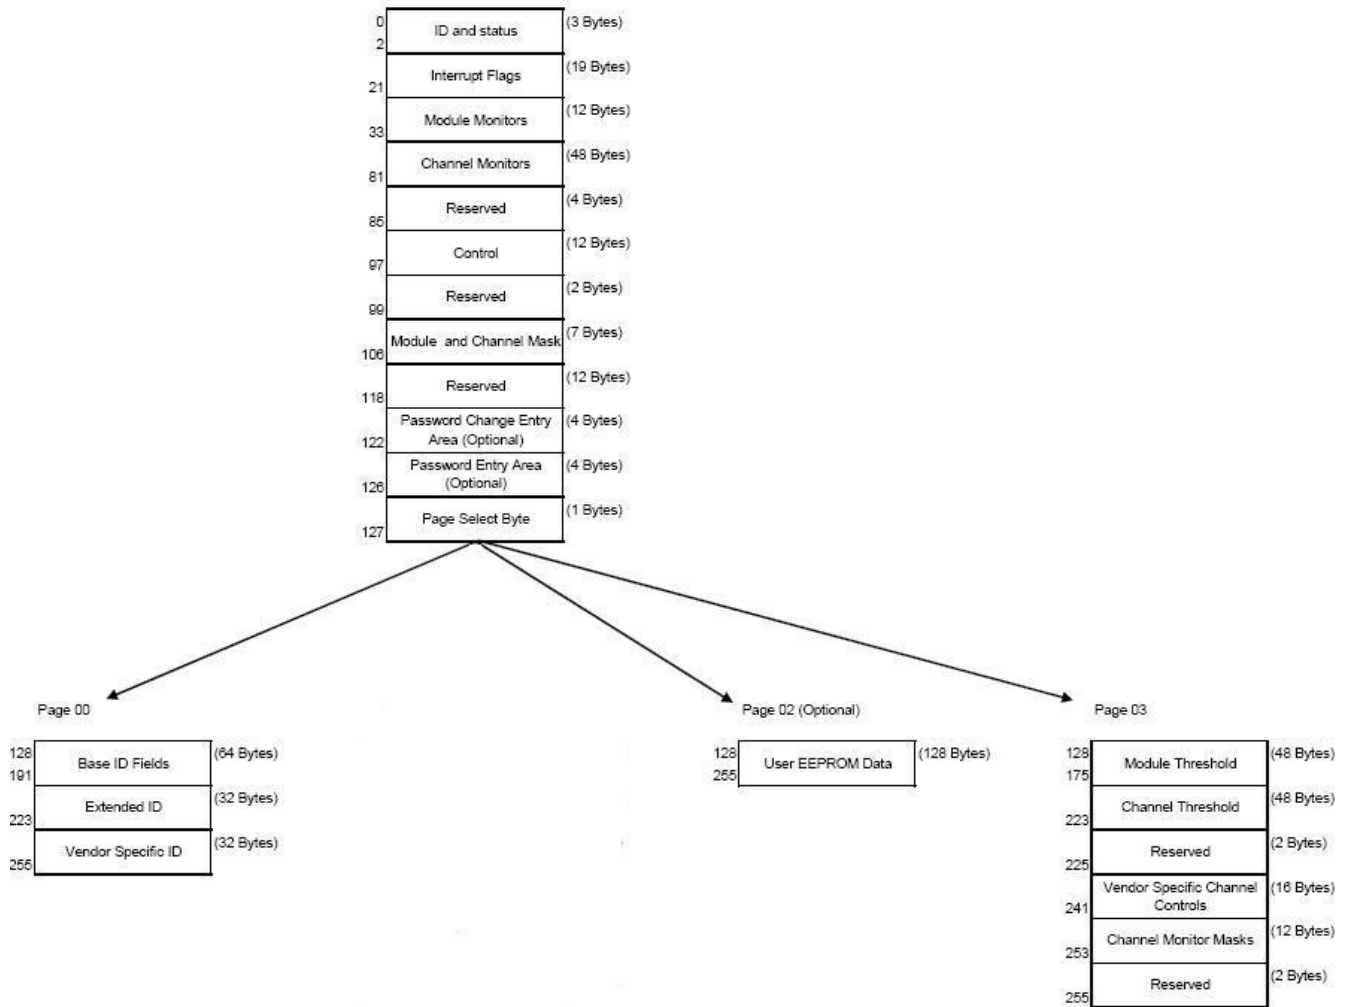 0
ID and status (3 Bytes)
2
Interrupt Flags (19 Bytes)
21
Module Monitors (12 Bytes)
33
Channel Monitors (48 Bytes)
81
Reserved (4 Bytes)
85
Control (12 Bytes)
97
Reserved (2 Bytes)
99
Module and Channel Mask (7 Bytes)
106
Reserved (12 Bytes)
118
Password Change Entry (4 Bytes)
Area (Optional)
122
Password Entry Area (4 Bytes)
(Optional)
126
Page Select Byte (1 Bytes)
127
Page 00
128
Base ID Fields (64 Bytes)
191
Extended ID (32 Bytes)
223
Vendor Specific ID (32 Bytes)
255
Page 02 (Optional)
128
User EEPROM Data (128 Bytes)
255
Page 03
128
Module Threshold (48 Bytes)
175
Channel Threshold (48 Bytes)
223
Reserved (2 Bytes)
225
Vendor Specific Channel (16 Bytes)
Controls
241
Channel Monitor Masks (12 Bytes)
253
Reserved (2 Bytes)
255